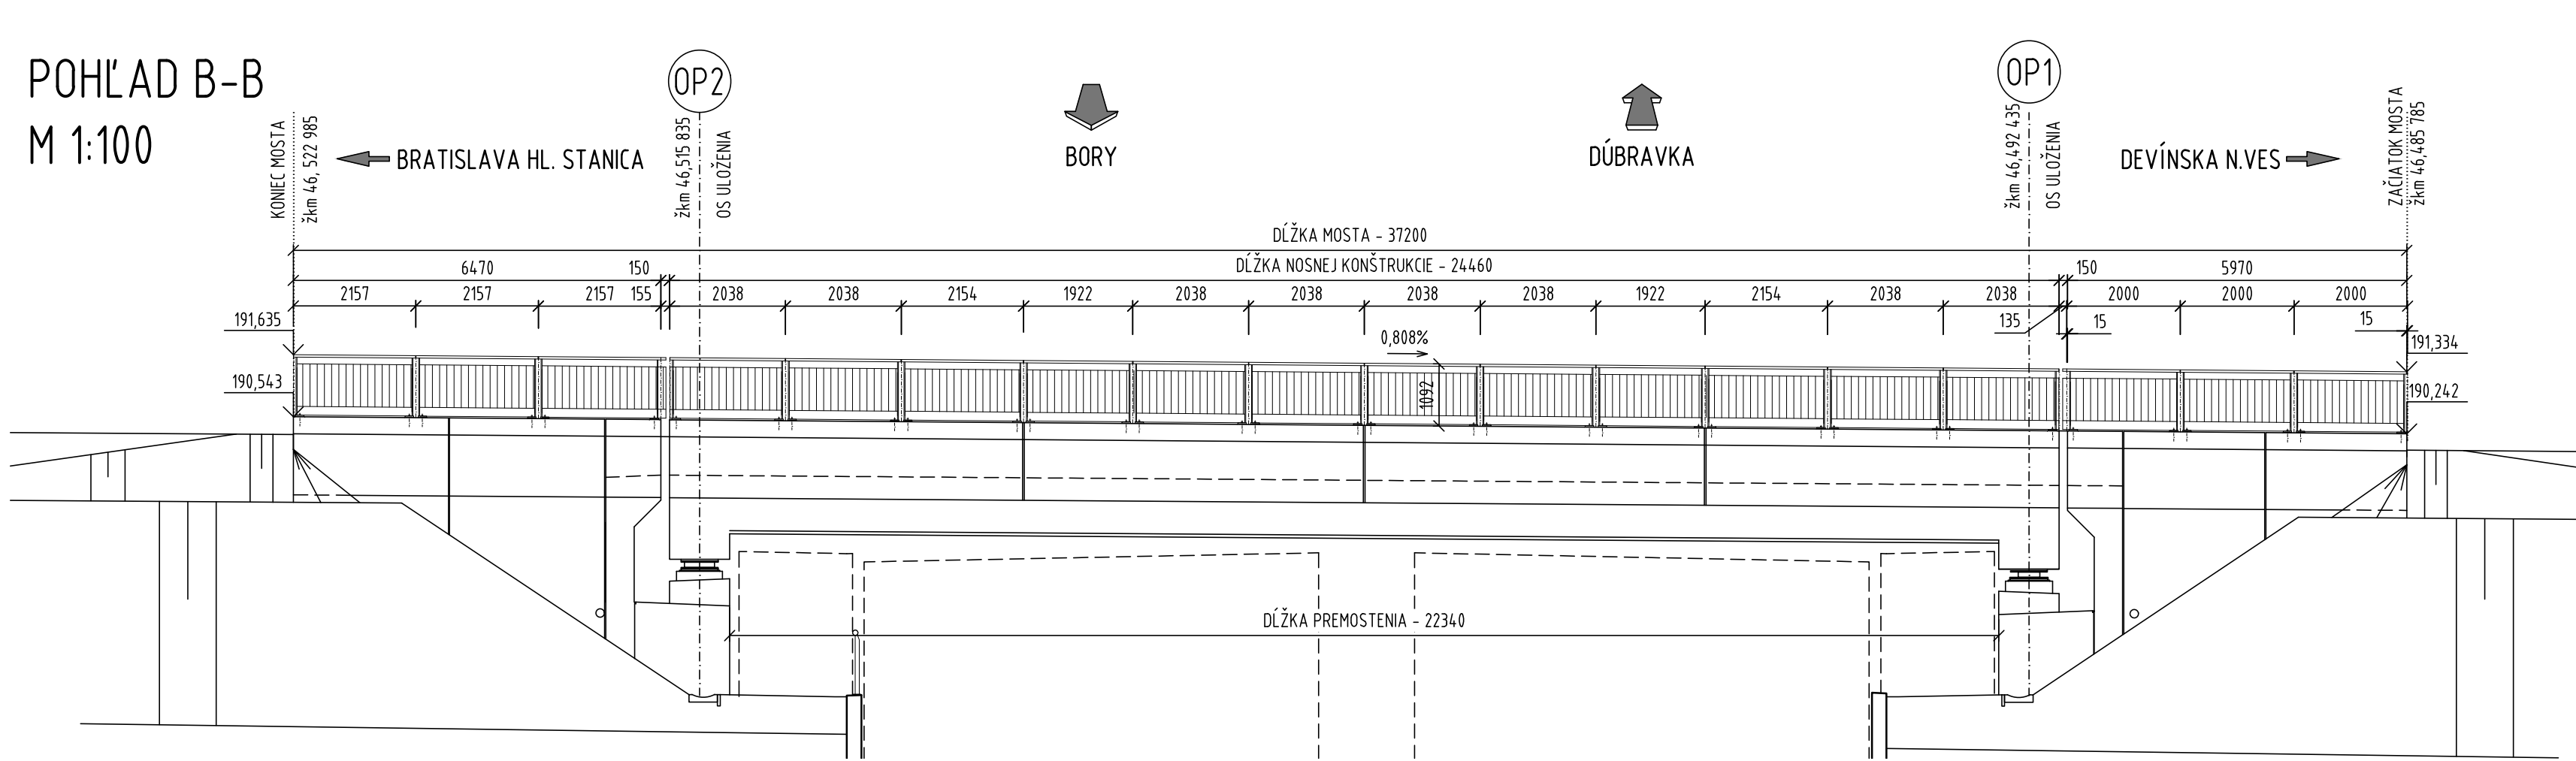 POHĽAD B-B
M 1:100
OP2
OP1
KONIEC MOSTA
žkm 46, 522 985
BRATISLAVA HL. STANICA
žkm 46,515 835
OS ULOŽENIA
BORY
DÚBRAVKA
žkm 46,492 435
OS ULOŽENIA
DEVÍNSKA N.VES
ZAČIATOK MOSTA
žkm 46,485 785
DĹŽKA MOSTA - 37200
6470 150 DĹŽKA NOSNEJ KONŠTRUKCIE - 24460 150 5970
2157 2157 2157 155 2038 2038 2154 1922 2038 2038 2038 2038 1922 2154 2038 2038 2000 2000 2000
135 15 15
191,635
0,808%
191,334
190,543
1092
190,242
DĹŽKA PREMOSTENIA - 22340